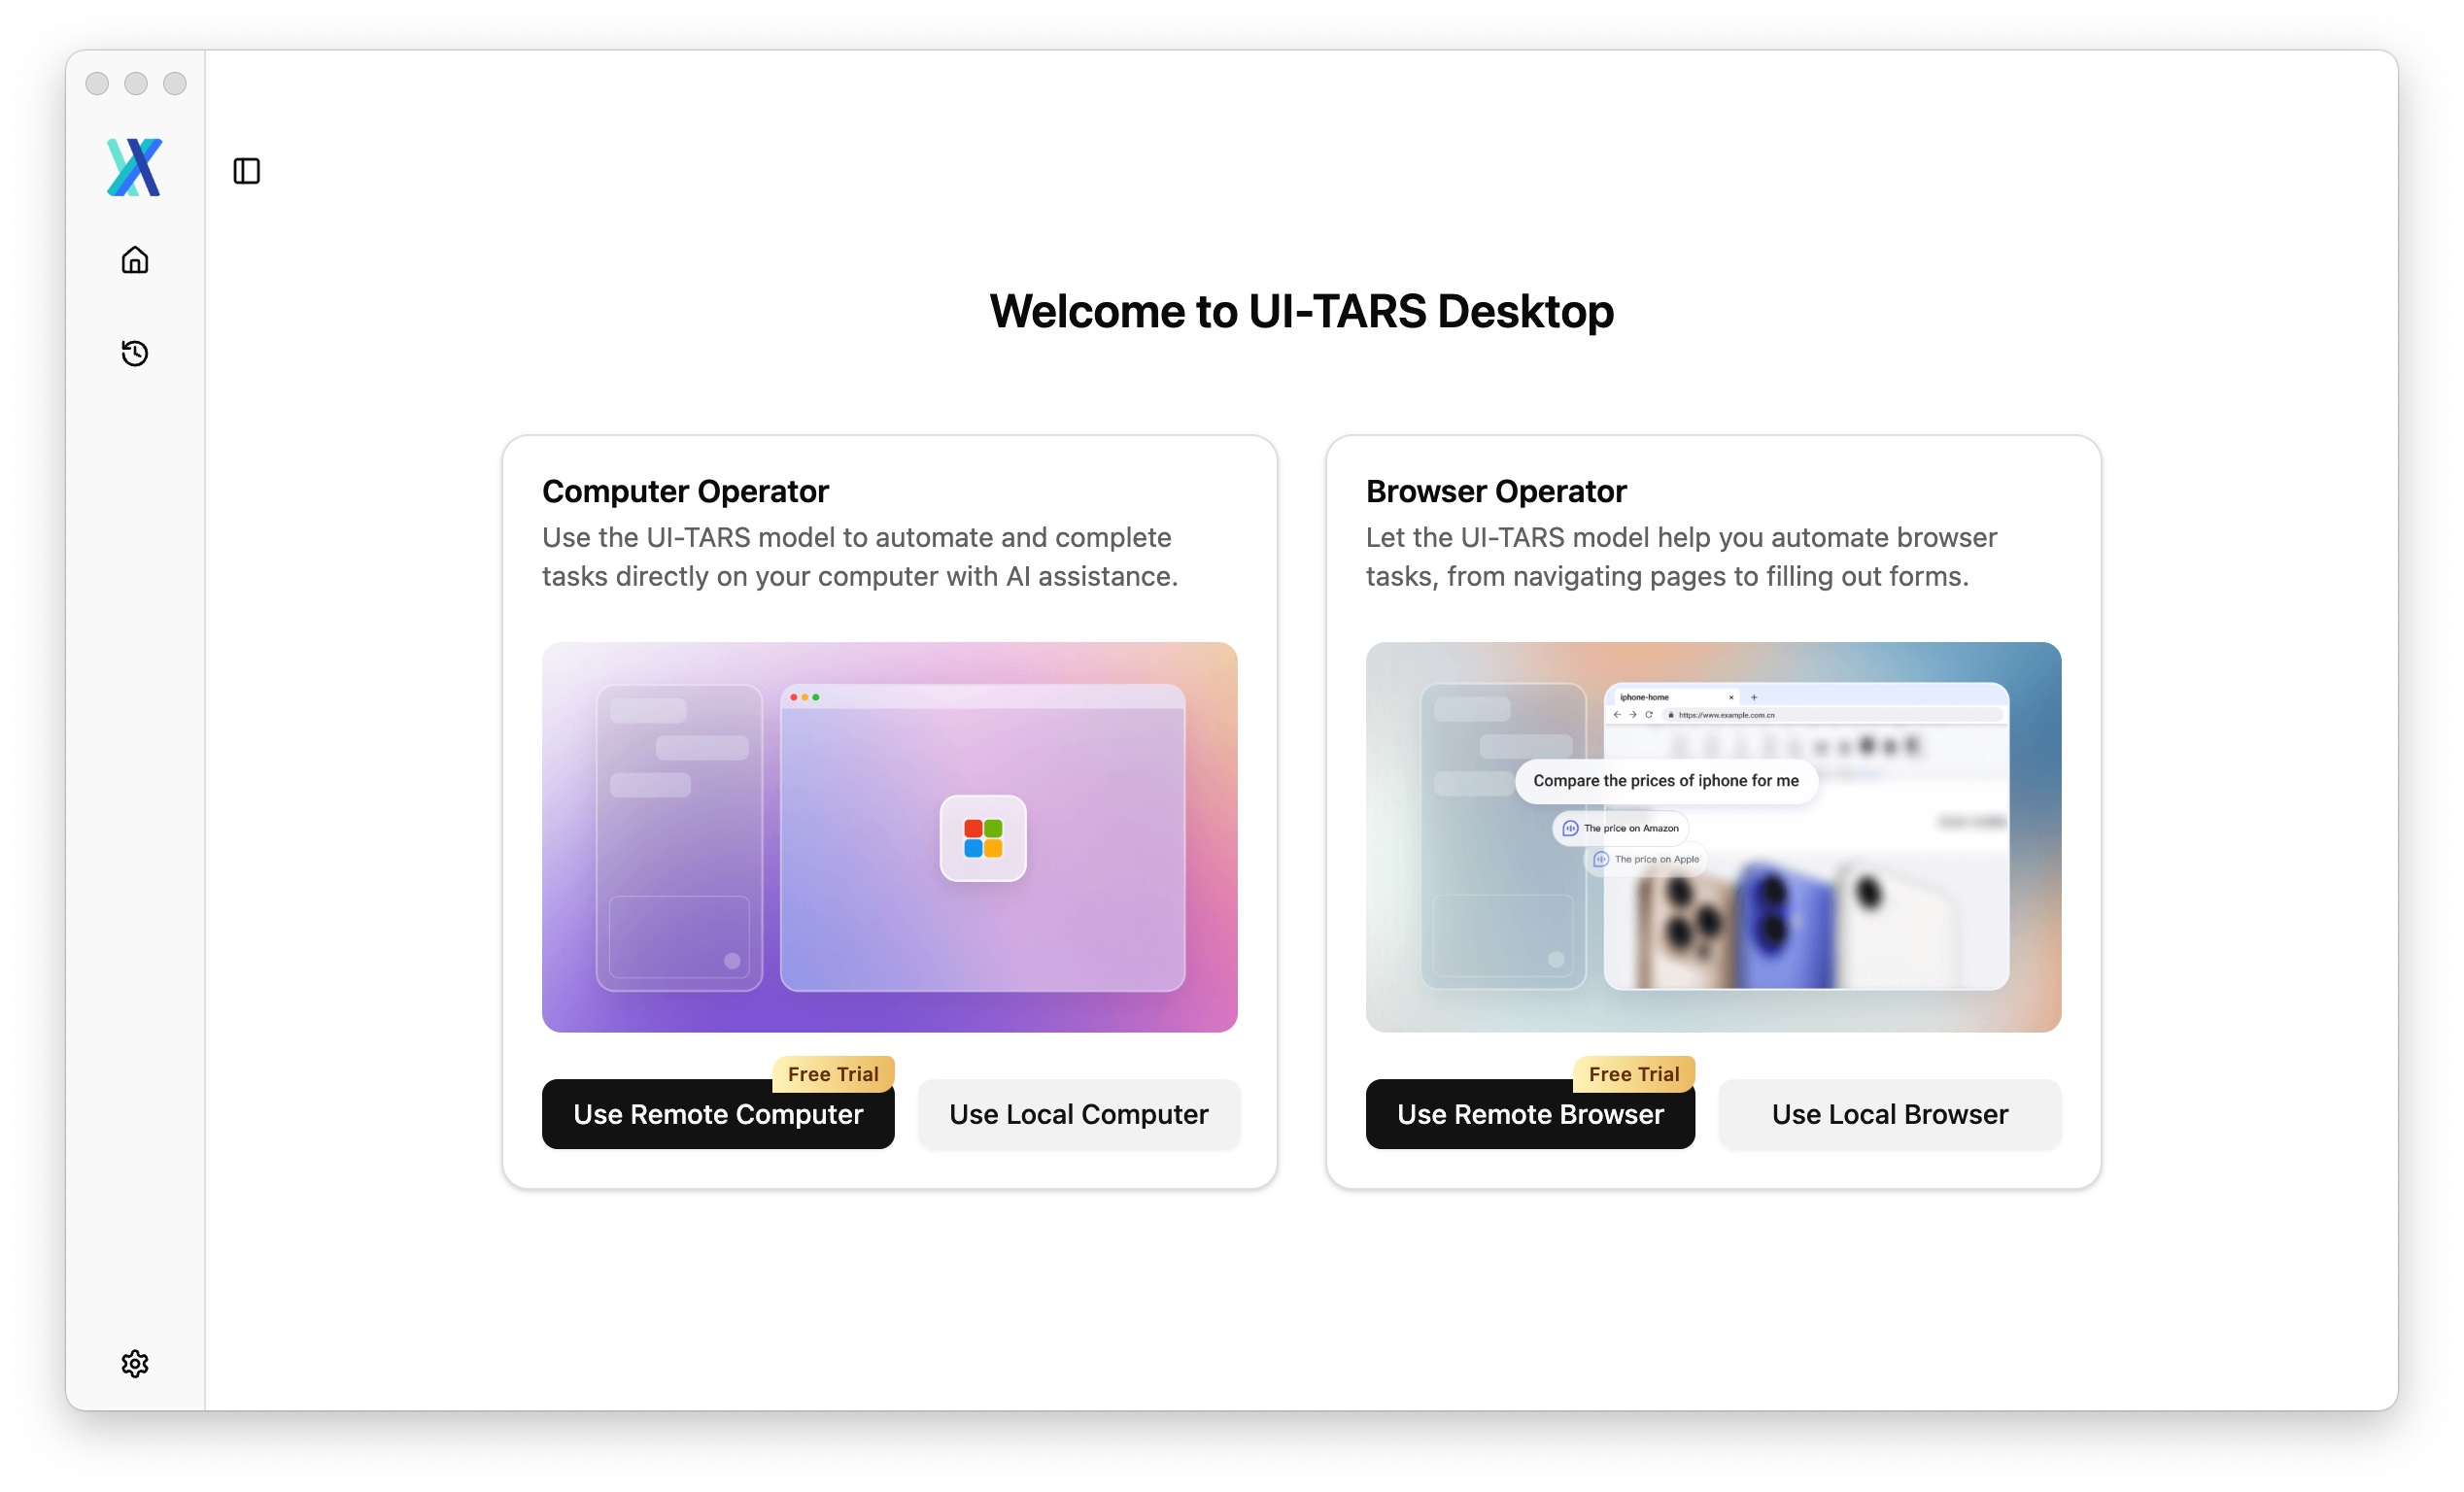 Welcome to UI-TARS Desktop
Computer Operator
Use the UI-TARS model to automate and complete
tasks directly on your computer with AI assistance.
Free Trial
Use Remote Computer
Use Local Computer
Browser Operator
Let the UI-TARS model help you automate browser
tasks, from navigating pages to filling out forms.
iphone-home
https://www.example.com.cn
Compare the prices of iphone for me
The price on Amazon
The price on Apple
Free Trial
Use Remote Browser
Use Local Browser